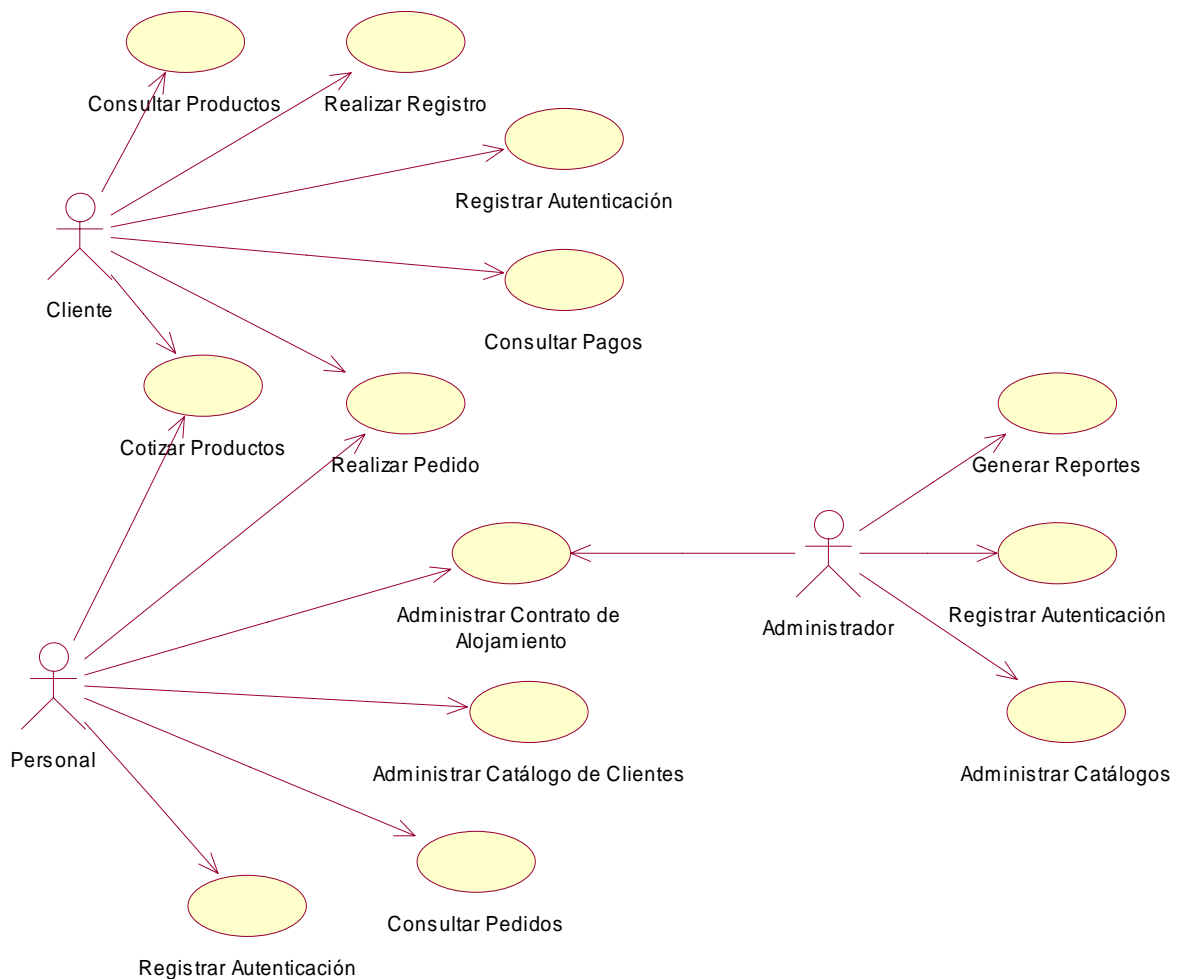 Consultar Productos
Realizar Registro
Registrar Autenticación
Cliente
Consultar Pagos
Cotizar Productos
Realizar Pedido
Generar Reportes
Administrar Contrato de
Alojamiento
Administrador
Registrar Autenticación
Personal
Administrar Catálogo de Clientes
Administrar Catálogos
Consultar Pedidos
Registrar Autenticación